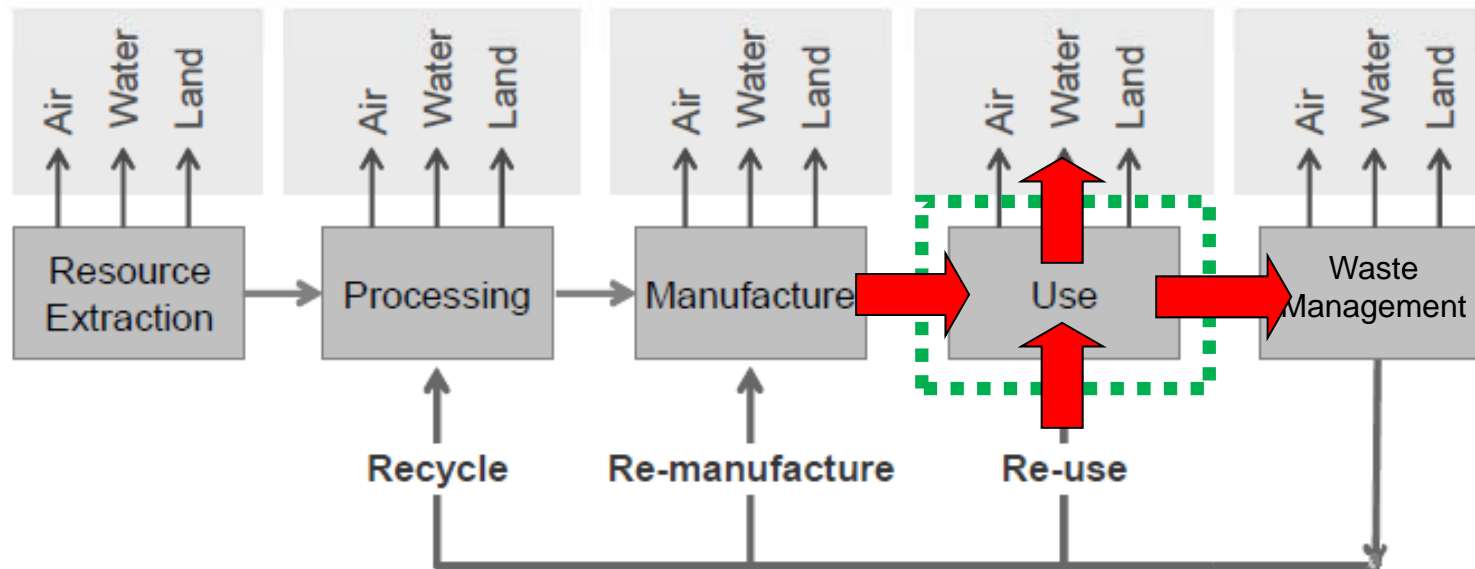 Air Water Land
Air Water Land
Air Water Land
Air Water Land
Air Water Land
Resource
Extraction
Processing
Manufacture
Use
Waste
Management
Recycle
Re-manufacture
Re-use